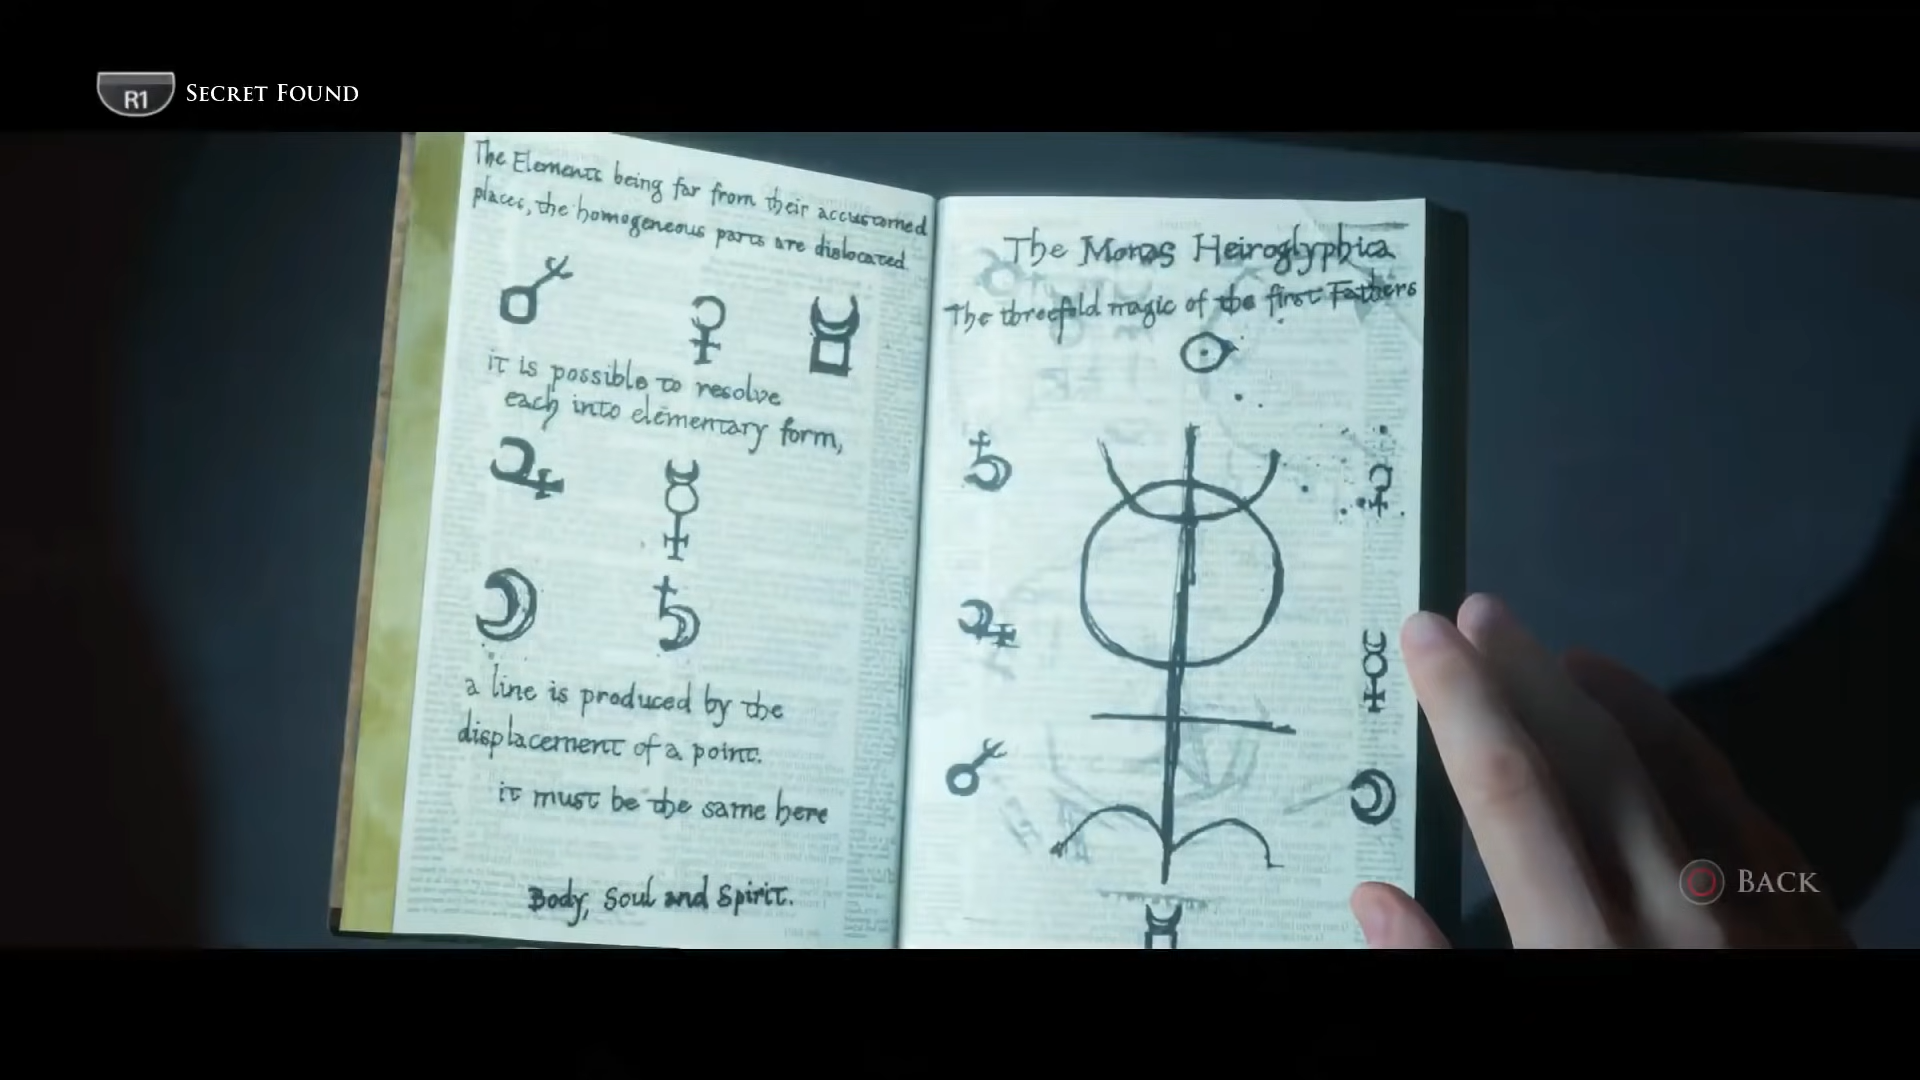 R1 SECRET FOUND
The Elements being far from their accustomed
places, the homogeneous parts are dislocated.
it is possible to resolve
each into elementary form,
a line is produced by the
displacement of a point.
it must be the same here
Body, Soul and Spirit.
The Monas Heiroglyphica
The threefold magic of the first Fathers
BACK